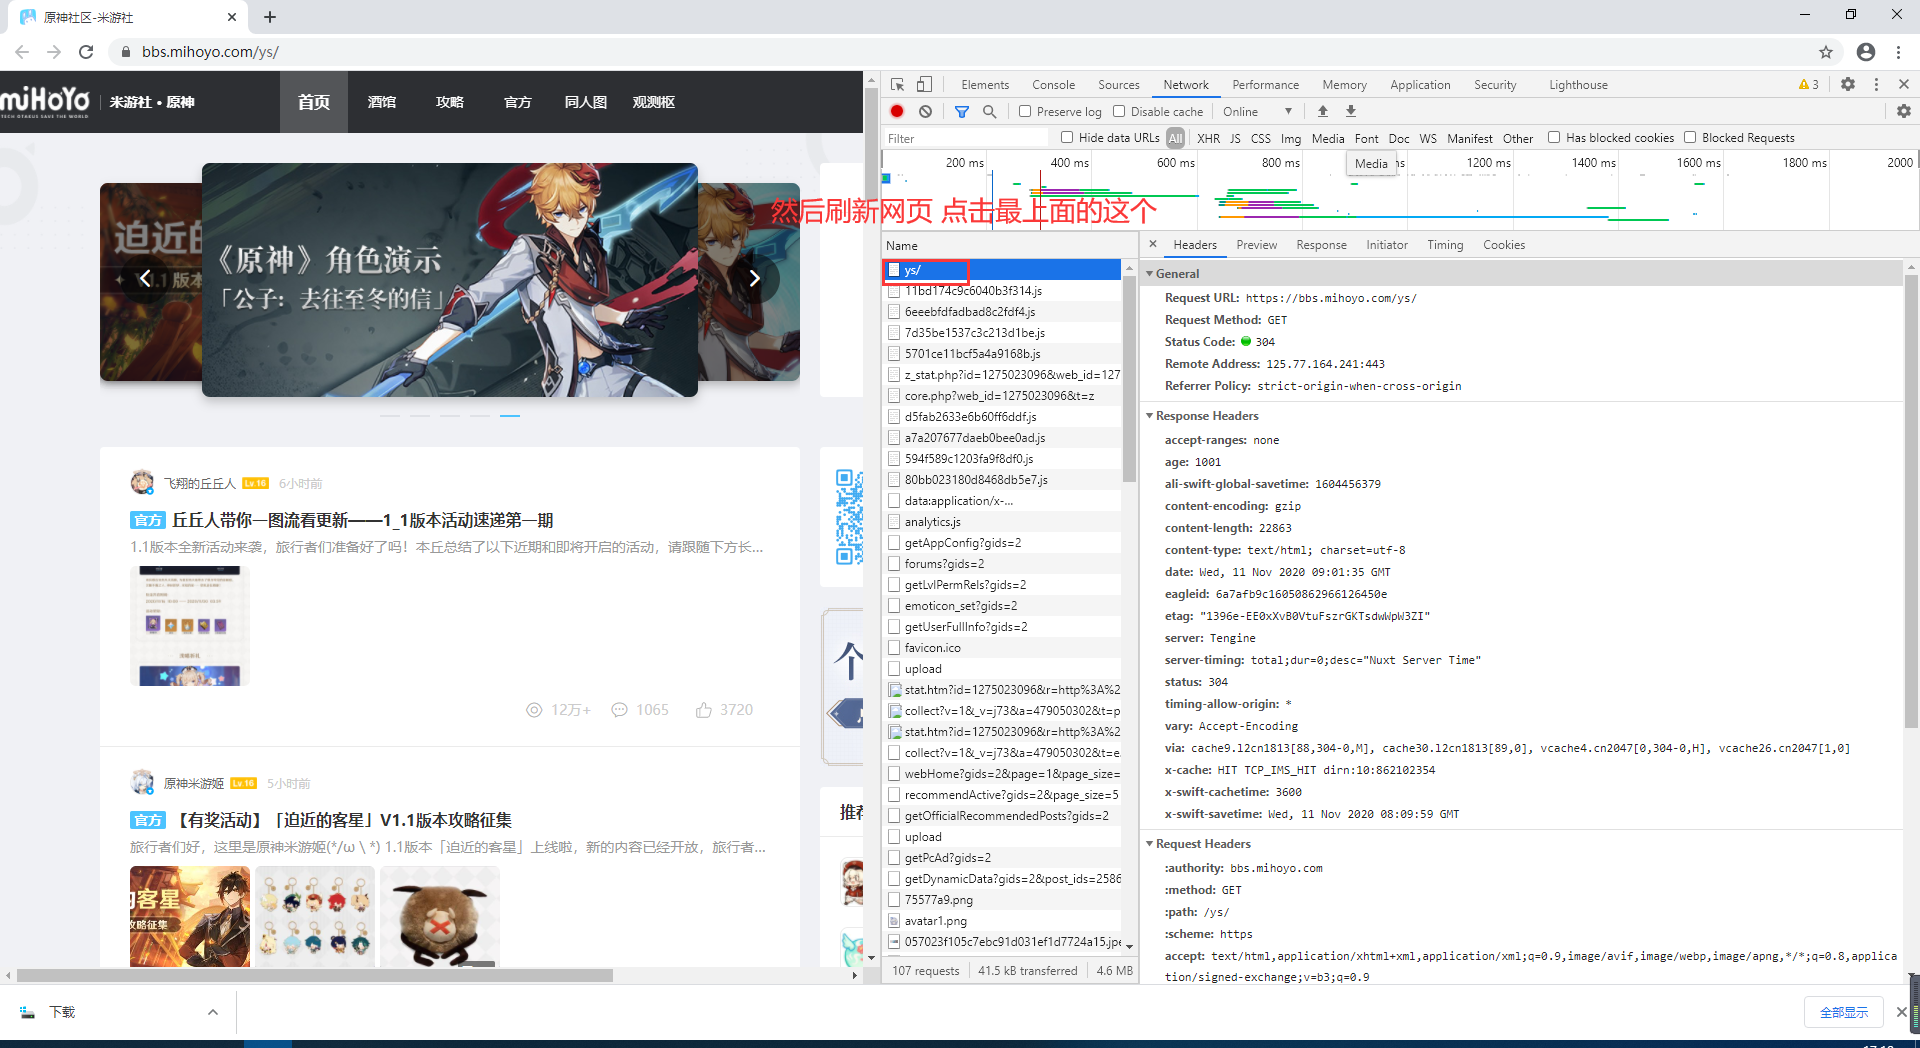 原神社区-米游社
bbs.mihoyo.com/ys/
miHoYo
TECH OTAKUS SAVE THE WORLD
米游社•原神
首页 酒馆 攻略 官方 同人图 观测枢
迫近的
《原神》角色演示
「公子：去往至冬的信」
飞翔的丘丘人 Lv 16 6小时前
官方 丘丘人带你一图流看更新——1_1版本活动速递第一期
1.1版本全新活动来袭，旅行者们准备好了吗！本丘总结了以下近期和即将开启的活动，请跟随下方长...
12万+ 1065 3720
原神米游姬 Lv 16 5小时前
官方 【有奖活动】「迫近的客星」V1.1版本攻略征集
旅行者们好，这里是原神米游姬(*/ω＼*) 1.1版本「迫近的客星」上线啦，新的内容已经开放，旅行者...
的客星
攻略征集
个
推荐
然后刷新网页 点击最上面的这个
Elements Console Sources Network Performance Memory Application Security Lighthouse 3
Preserve log Disable cache Online
Filter Hide data URLs All XHR JS CSS Img Media Font Doc WS Manifest Other Has blocked cookies Blocked Requests
200 ms 400 ms 600 ms 800 ms Media ms 1200 ms 1400 ms 1600 ms 1800 ms 2000
Name
ys/
11bd174c9c6040b3f314.js
6eeebfdfadbad8c2fdf4.js
7d35be1537c3c213d1be.js
5701ce11bcf5a4a9168b.js
z_stat.php?id=1275023096&web_id=127
core.php?web_id=1275023096&t=z
d5fab2633e6b60ff6ddf.js
a7a207677daeb0bee0ad.js
594f589c1203fa9f8df0.js
80bb023180d8468db5e7.js
data:application/x-...
analytics.js
getAppConfig?gids=2
forums?gids=2
getLvlPermRels?gids=2
emoticon_set?gids=2
getUserFullInfo?gids=2
favicon.ico
upload
stat.htm?id=1275023096&r=http%3A%2
collect?v=1&_v=j73&a=479050302&t=p
stat.htm?id=1275023096&r=http%3A%2
collect?v=1&_v=j73&a=479050302&t=e
webHome?gids=2&page=1&page_size=
recommendActive?gids=2&page_size=5
getOfficialRecommendedPosts?gids=2
upload
getPcAd?gids=2
getDynamicData?gids=2&post_ids=2586
75577a9.png
avatar1.png
057023f105c7ebc91d031ef1d7724a15.jpe
107 requests 41.5 kB transferred 4.6 MB
Headers Preview Response Initiator Timing Cookies
General
Request URL: https://bbs.mihoyo.com/ys/
Request Method: GET
Status Code: 304
Remote Address: 125.77.164.241:443
Referrer Policy: strict-origin-when-cross-origin
Response Headers
accept-ranges: none
age: 1001
ali-swift-global-savetime: 1604456379
content-encoding: gzip
content-length: 22863
content-type: text/html; charset=utf-8
date: Wed, 11 Nov 2020 09:01:35 GMT
eagleid: 6a7afb9c16050862966126450e
etag: "1396e-EE0xXvB0VtuFszrGKTsdwWpW3ZI"
server: Tengine
server-timing: total;dur=0;desc="Nuxt Server Time"
status: 304
timing-allow-origin: *
vary: Accept-Encoding
via: cache9.l2cn1813[88,304-0,M], cache30.l2cn1813[89,0], vcache4.cn2047[0,304-0,H], vcache26.cn2047[1,0]
x-cache: HIT TCP_IMS_HIT dirn:10:862102354
x-swift-cachetime: 3600
x-swift-savetime: Wed, 11 Nov 2020 08:09:59 GMT
Request Headers
:authority: bbs.mihoyo.com
:method: GET
:path: /ys/
:scheme: https
accept: text/html,application/xhtml+xml,application/xml;q=0.9,image/avif,image/webp,image/apng,*/*;q=0.8,applica
tion/signed-exchange;v=b3;q=0.9
下载
全部显示